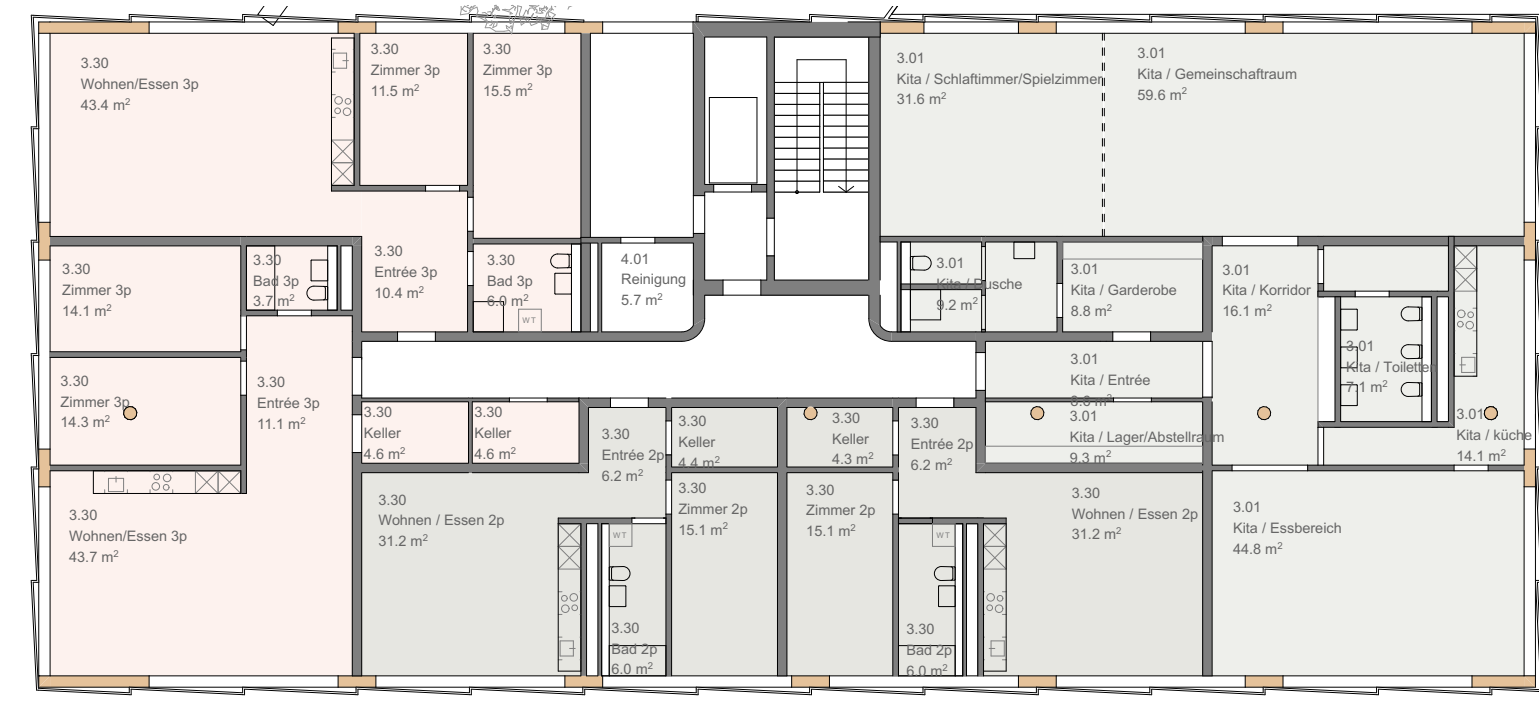 3.30
Wohnen/Essen 3p
43.4 m²
3.30
Zimmer 3p
11.5 m²
3.30
Zimmer 3p
15.5 m²
3.01
Kita / Schlaftimmer/Spielzimmer
31.6 m²
3.01
Kita / Gemeinschaftraum
59.6 m²
3.30
Zimmer 3p
14.1 m²
3.30
Bad 3p
3.7 m²
3.30
Entrée 3p
10.4 m²
3.30
Bad 3p
6.0 m²
WT
4.01
Reinigung
5.7 m²
3.01
Kita / Dusche
9.2 m²
3.01
Kita / Garderobe
8.8 m²
3.01
Kita / Korridor
16.1 m²
3.01
Kita / Toiletten
7.1 m²
3.30
Zimmer 3p
14.3 m²
3.30
Entrée 3p
11.1 m²
3.30
Keller
4.6 m²
3.30
Keller
4.6 m²
3.30
Entrée 2p
6.2 m²
3.30
Keller
4.4 m²
3.30
Keller
4.3 m²
3.30
Entrée 2p
6.2 m²
3.01
Kita / Entrée
3.01
Kita / Lager/Abstellraum
9.3 m²
3.01
Kita / küche
14.1 m²
3.30
Wohnen/Essen 3p
43.7 m²
3.30
Wohnen / Essen 2p
31.2 m²
WT
3.30
Bad 2p
6.0 m²
3.30
Zimmer 2p
15.1 m²
3.30
Zimmer 2p
15.1 m²
WT
3.30
Bad 2p
6.0 m²
3.30
Wohnen / Essen 2p
31.2 m²
3.01
Kita / Essbereich
44.8 m²